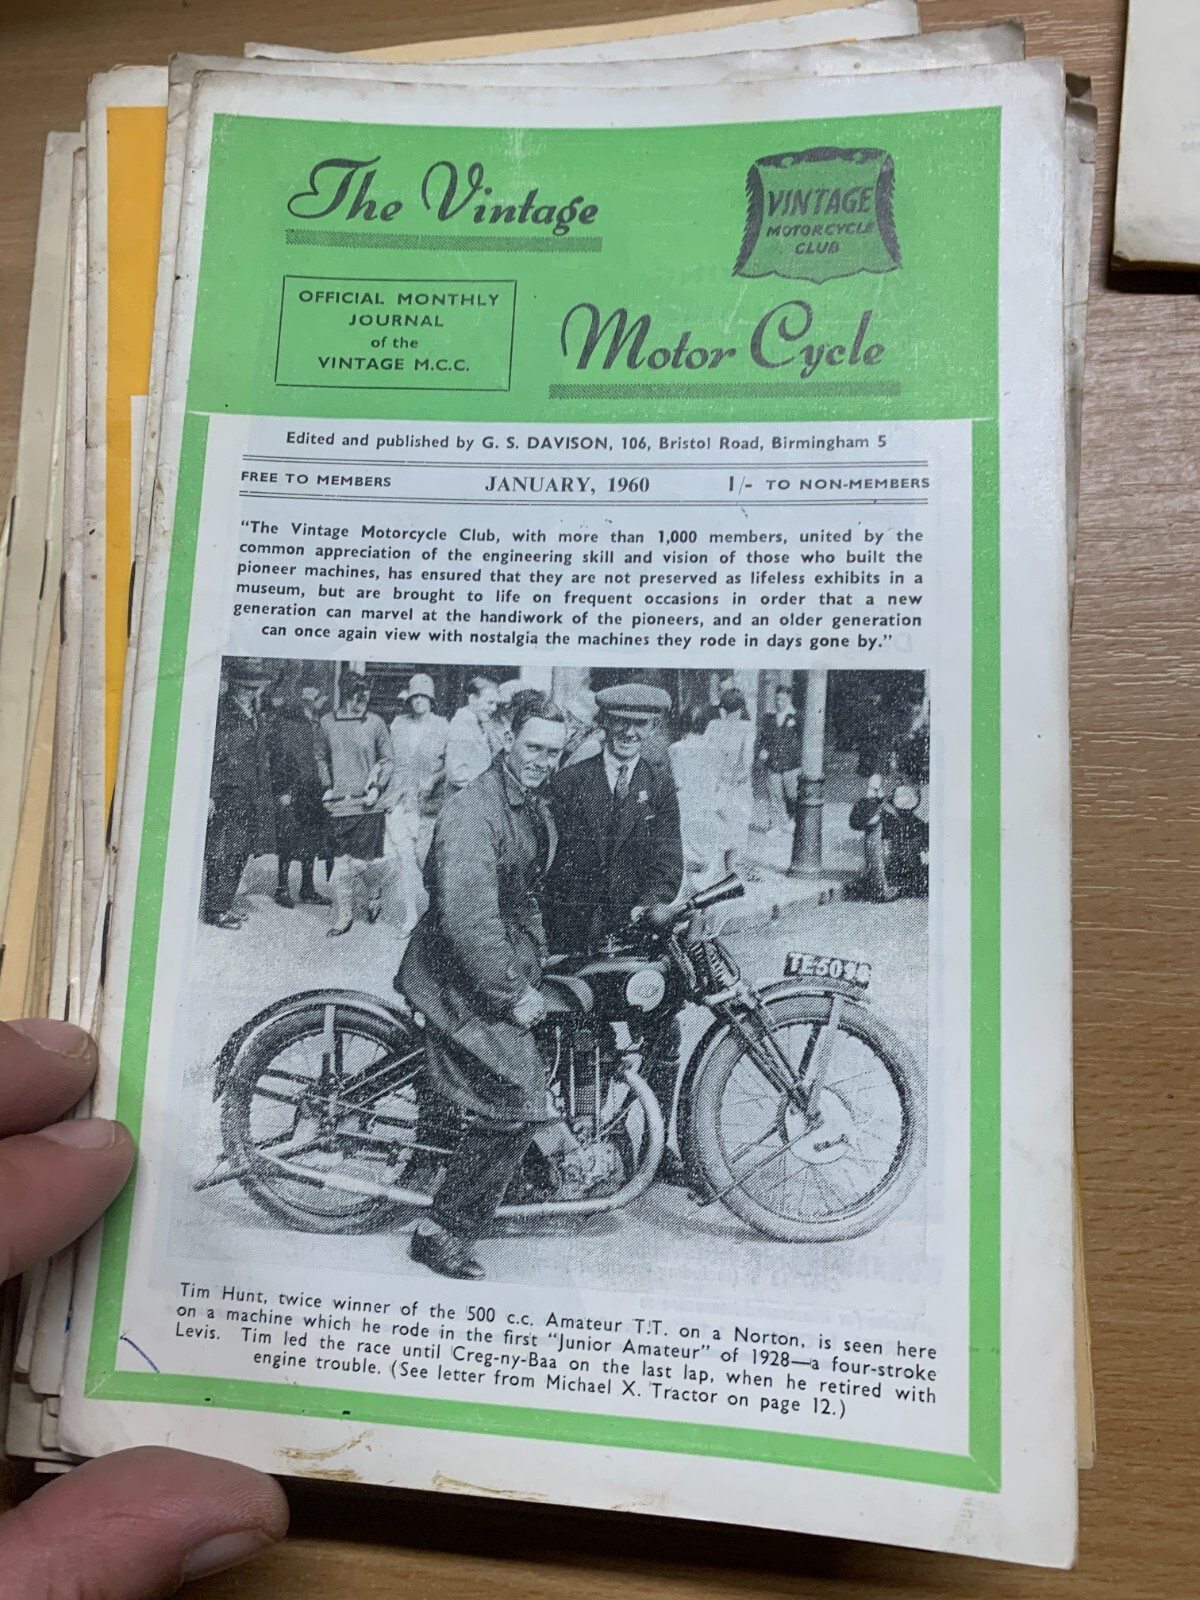 The Vintage
VINTAGE
MOTORCYCLE
CLUB
OFFICIAL MONTHLY
JOURNAL
of the
VINTAGE M.C.C.
Motor Cycle
Edited and published by G. S. DAVISON, 106, Bristol Road, Birmingham 5
FREE TO MEMBERS JANUARY, 1960 1/- TO NON-MEMBERS
"The Vintage Motorcycle Club, with more than 1,000 members, united by the
common appreciation of the engineering skill and vision of those who built the
pioneer machines, has ensured that they are not preserved as lifeless exhibits in a
museum, but are brought to life on frequent occasions in order that a new
generation can marvel at the handiwork of the pioneers, and an older generation
can once again view with nostalgia the machines they rode in days gone by."
Tim Hunt, twice winner of the 500 c.c. Amateur T.T. on a Norton, is seen here
on a machine which he rode in the first "Junior Amateur" of 1928—a four-stroke
Levis. Tim led the race until Creg-ny-Baa on the last lap, when he retired with
engine trouble. (See letter from Michael X. Tractor on page 12.)